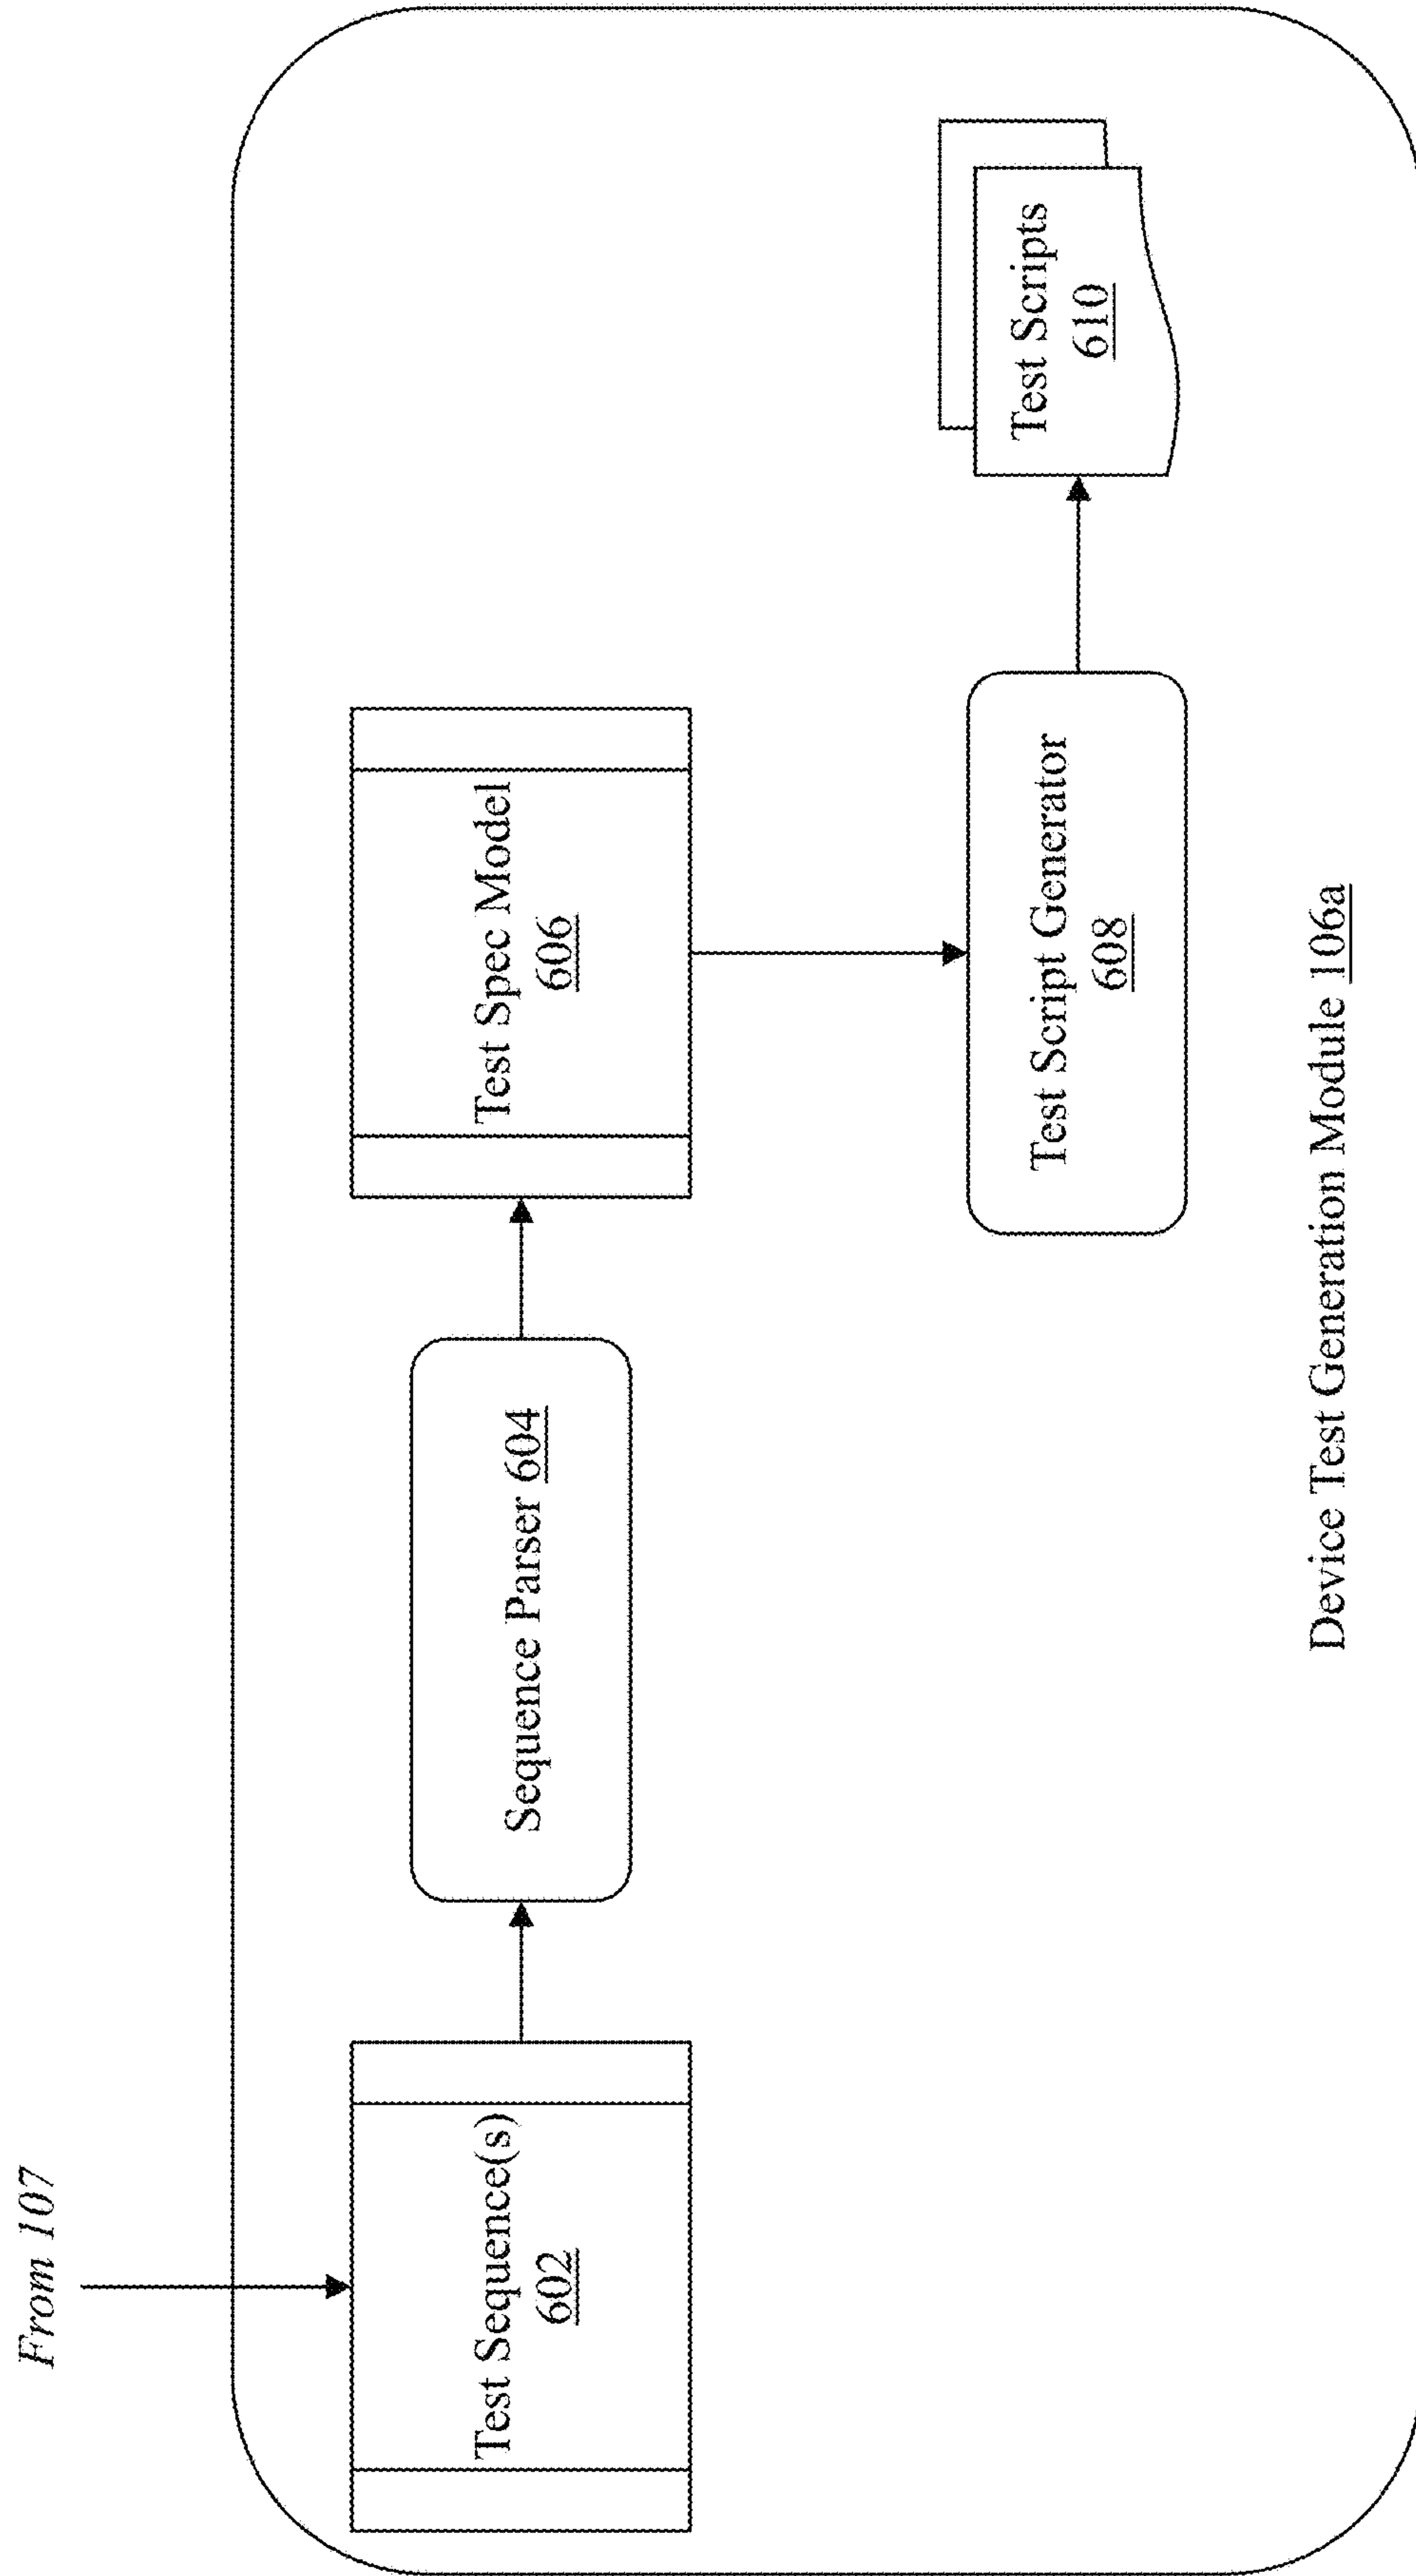 From 107
Test Sequence(s)
602
Sequence Parser 604
Test Spec Model
606
Test Script Generator
608
Test Scripts
610
Device Test Generation Module 106a